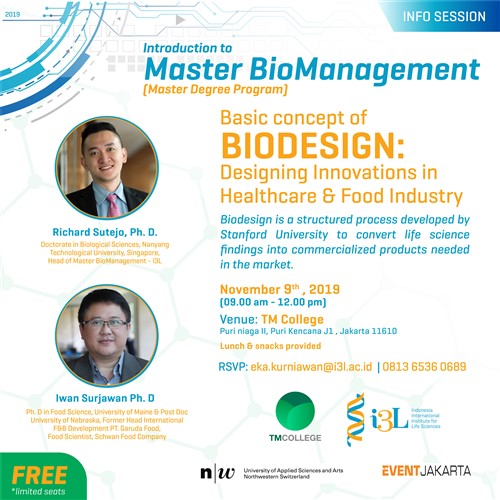 2019
INFO SESSION
Introduction to
Master BioManagement
(Master Degree Program)
Basic concept of
BIODESIGN:
Designing Innovations in
Healthcare & Food Industry
Biodesign is a structured process developed by
Stanford University to convert life science
findings into commercialized products needed
in the market.
Richard Sutejo, Ph. D.
Doctorate in Biological Sciences, Nanyang
Technological University, Singapore,
Head of Master BioManagement - i3L
November 9th , 2019
(09.00 am - 12.00 pm)
Venue: TM College
Puri niaga II, Puri Kencana J1 , Jakarta 11610
Lunch & snacks provided
RSVP: eka.kurniawan@i3l.ac.id | 0813 6536 0689
Iwan Surjawan Ph. D
Ph. D in Food Science, University of Maine & Post Doc
University of Nebraska, Former Head International
F&B Development PT. Garuda Food,
Food Scientist, Schwan Food Company
TMCOLLEGE
i3L
Indonesia
International
Institute for
Life Sciences
FREE
*limited seats
n|w
University of Applied Sciences and Arts
Northwestern Switzerland
EVENTJAKARTA